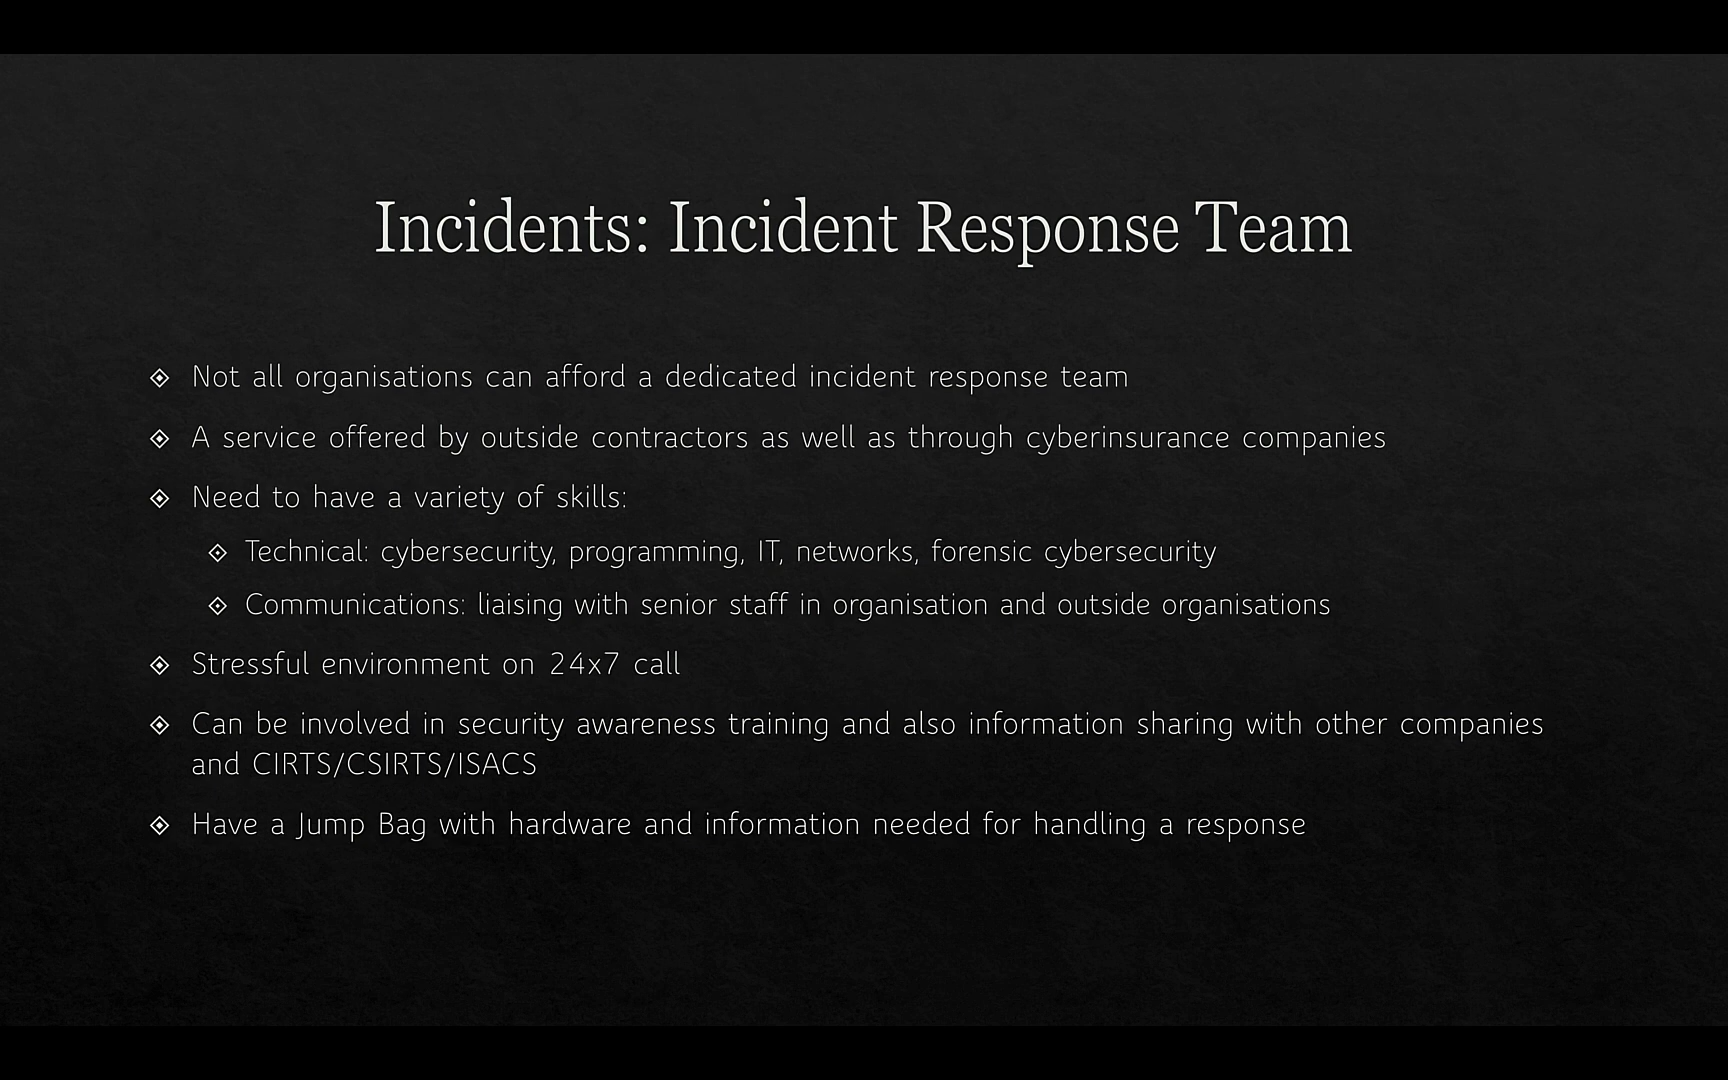 Incidents: Incident Response Team
Not all organisations can afford a dedicated incident response team
A service offered by outside contractors as well as through cyberinsurance companies
Need to have a variety of skills:
Technical: cybersecurity, programming, IT, networks, forensic cybersecurity
Communications: liaising with senior staff in organisation and outside organisations
Stressful environment on 24x7 call
Can be involved in security awareness training and also information sharing with other companies
and CIRTS/CSIRTS/ISACS
Have a Jump Bag with hardware and information needed for handling a response